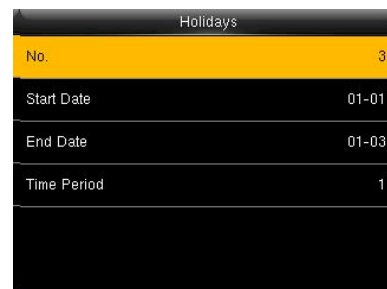 Holidays
No. 3
Start Date 01-01
End Date 01-03
Time Period 1